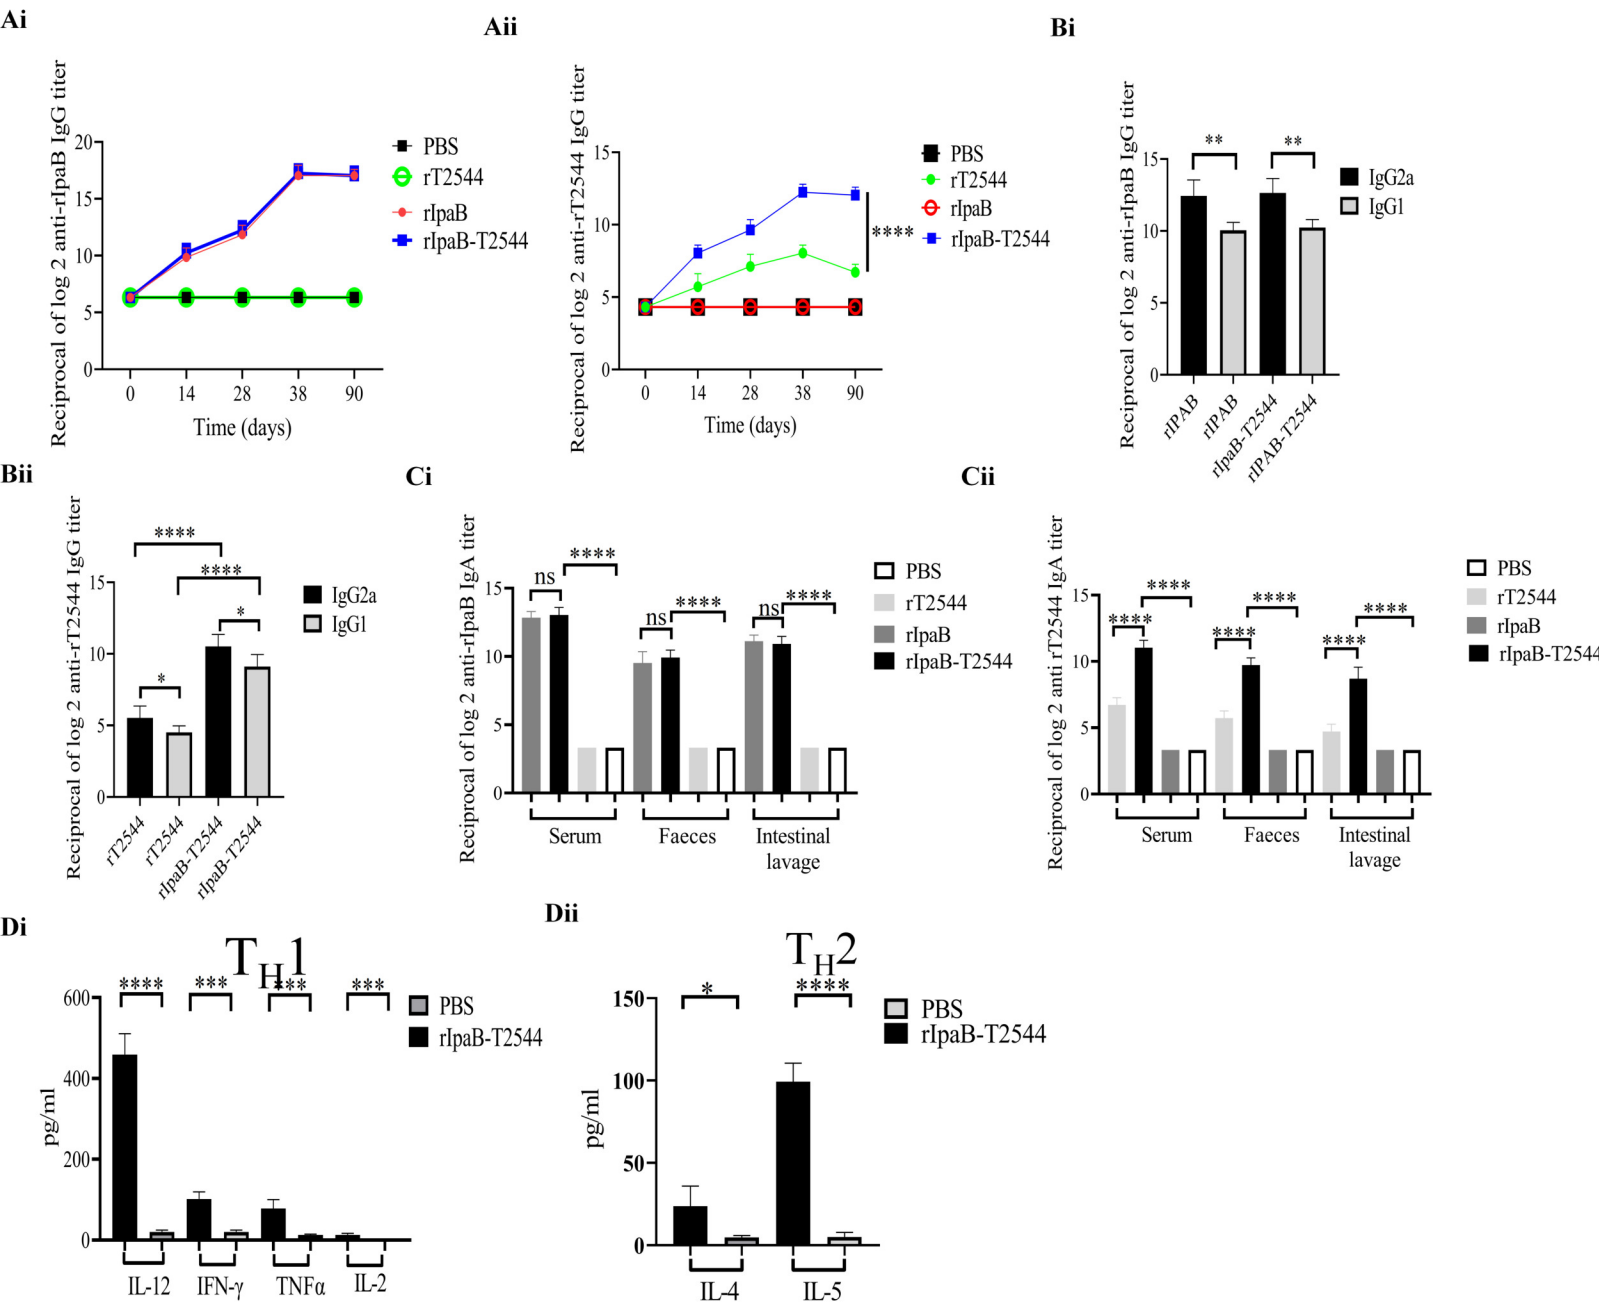 Ai
Reciprocal of log 2 anti-rIpaB IgG titer
20
15
10
5
0
0 14 28 38 90
Time (days)
PBS
rT2544
rIpaB
rIpaB-T2544
Aii
Reciprocal of log 2 anti-rT2544 IgG titer
15
10
5
0
0 14 28 38 90
Time (days)
PBS
rT2544
rIpaB
rIpaB-T2544
****
Bi
Reciprocal of log 2 anti-rIpaB IgG titer
15
10
5
0
** **
rIPAB rIPAB rIpaB-T2544 rIPAB-T2544
IgG2a
IgG1
Bii
Reciprocal of log 2 anti-rT2544 IgG titer
15
10
5
0
****
****
*
*
rT2544 rT2544 rIpaB-T2544 rIpaB-T2544
IgG2a
IgG1
Ci
Reciprocal of log 2 anti-rIpaB IgA titer
15
10
5
0
ns **** ns **** ns ****
Serum Faeces Intestinal
lavage
PBS
rT2544
rIpaB
rIpaB-T2544
Cii
Reciprocal of log 2 anti rT2544 IgA titer
15
10
5
0
**** **** **** **** **** ****
Serum Faeces Intestinal
lavage
PBS
rT2544
rIpaB
rIpaB-T2544
Di
TH1
**** *** *** ***
pg/ml
600
400
200
0
IL-12 IFN-γ TNFα IL-2
PBS
rIpaB-T2544
Dii
TH2
* ****
pg/ml
150
100
50
0
IL-4 IL-5
PBS
rIpaB-T2544